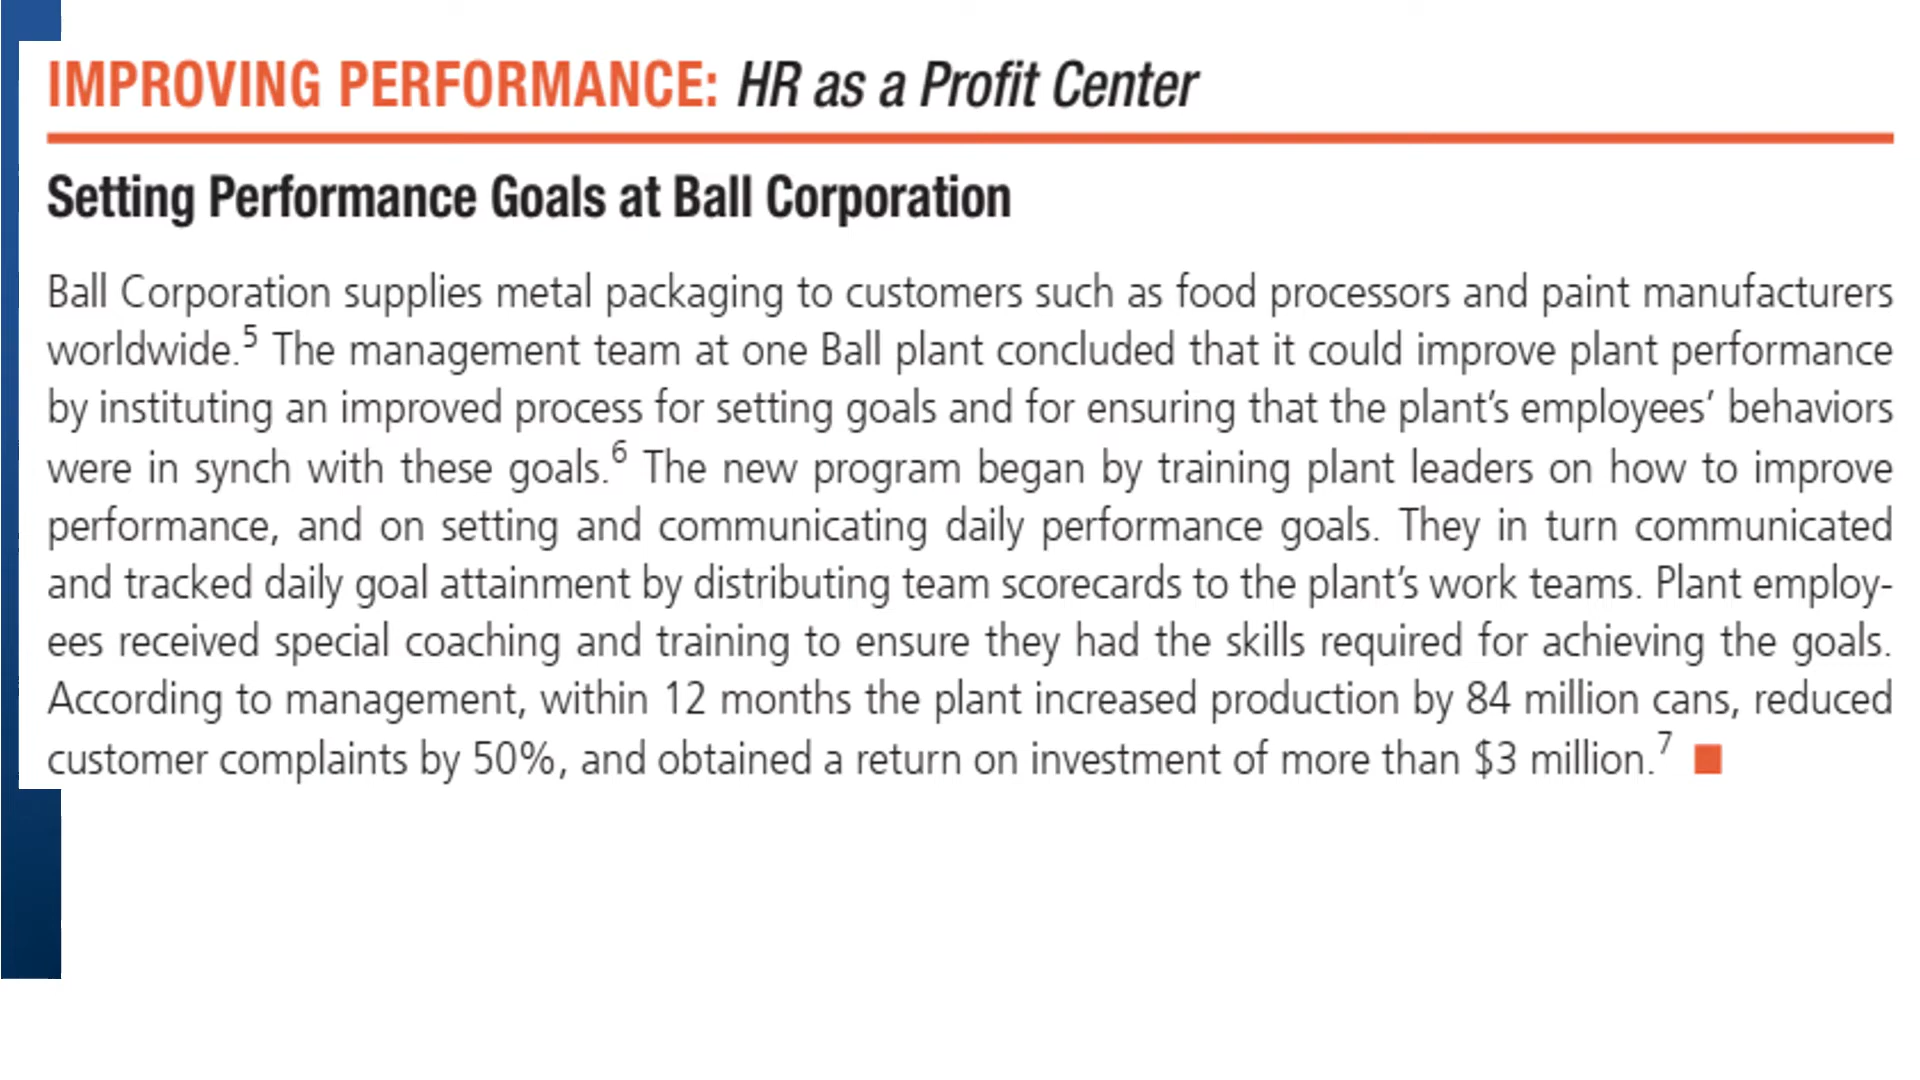 IMPROVING PERFORMANCE: HR as a Profit Center
Setting Performance Goals at Ball Corporation
Ball Corporation supplies metal packaging to customers such as food processors and paint manufacturers
worldwide.5 The management team at one Ball plant concluded that it could improve plant performance
by instituting an improved process for setting goals and for ensuring that the plant’s employees’ behaviors
were in synch with these goals.6 The new program began by training plant leaders on how to improve
performance, and on setting and communicating daily performance goals. They in turn communicated
and tracked daily goal attainment by distributing team scorecards to the plant’s work teams. Plant employ-
ees received special coaching and training to ensure they had the skills required for achieving the goals.
According to management, within 12 months the plant increased production by 84 million cans, reduced
customer complaints by 50%, and obtained a return on investment of more than $3 million.7